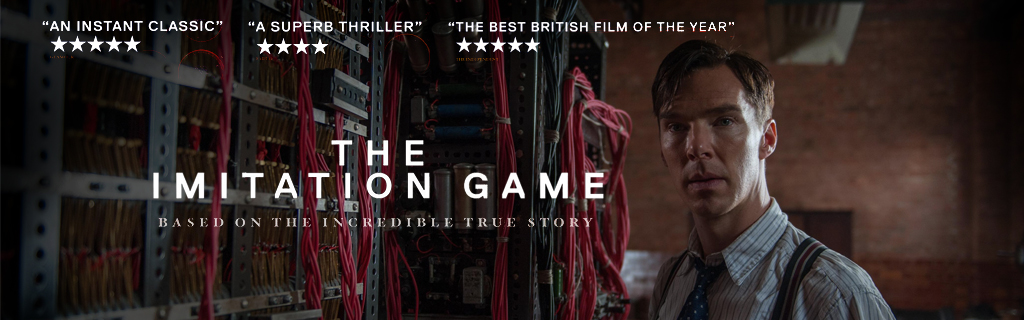 “AN INSTANT CLASSIC”
★★★★★
“A SUPERB THRILLER”
★★★★
“THE BEST BRITISH FILM OF THE YEAR”
★★★★★
THE
IMITATION GAME
BASED ON THE INCREDIBLE TRUE STORY